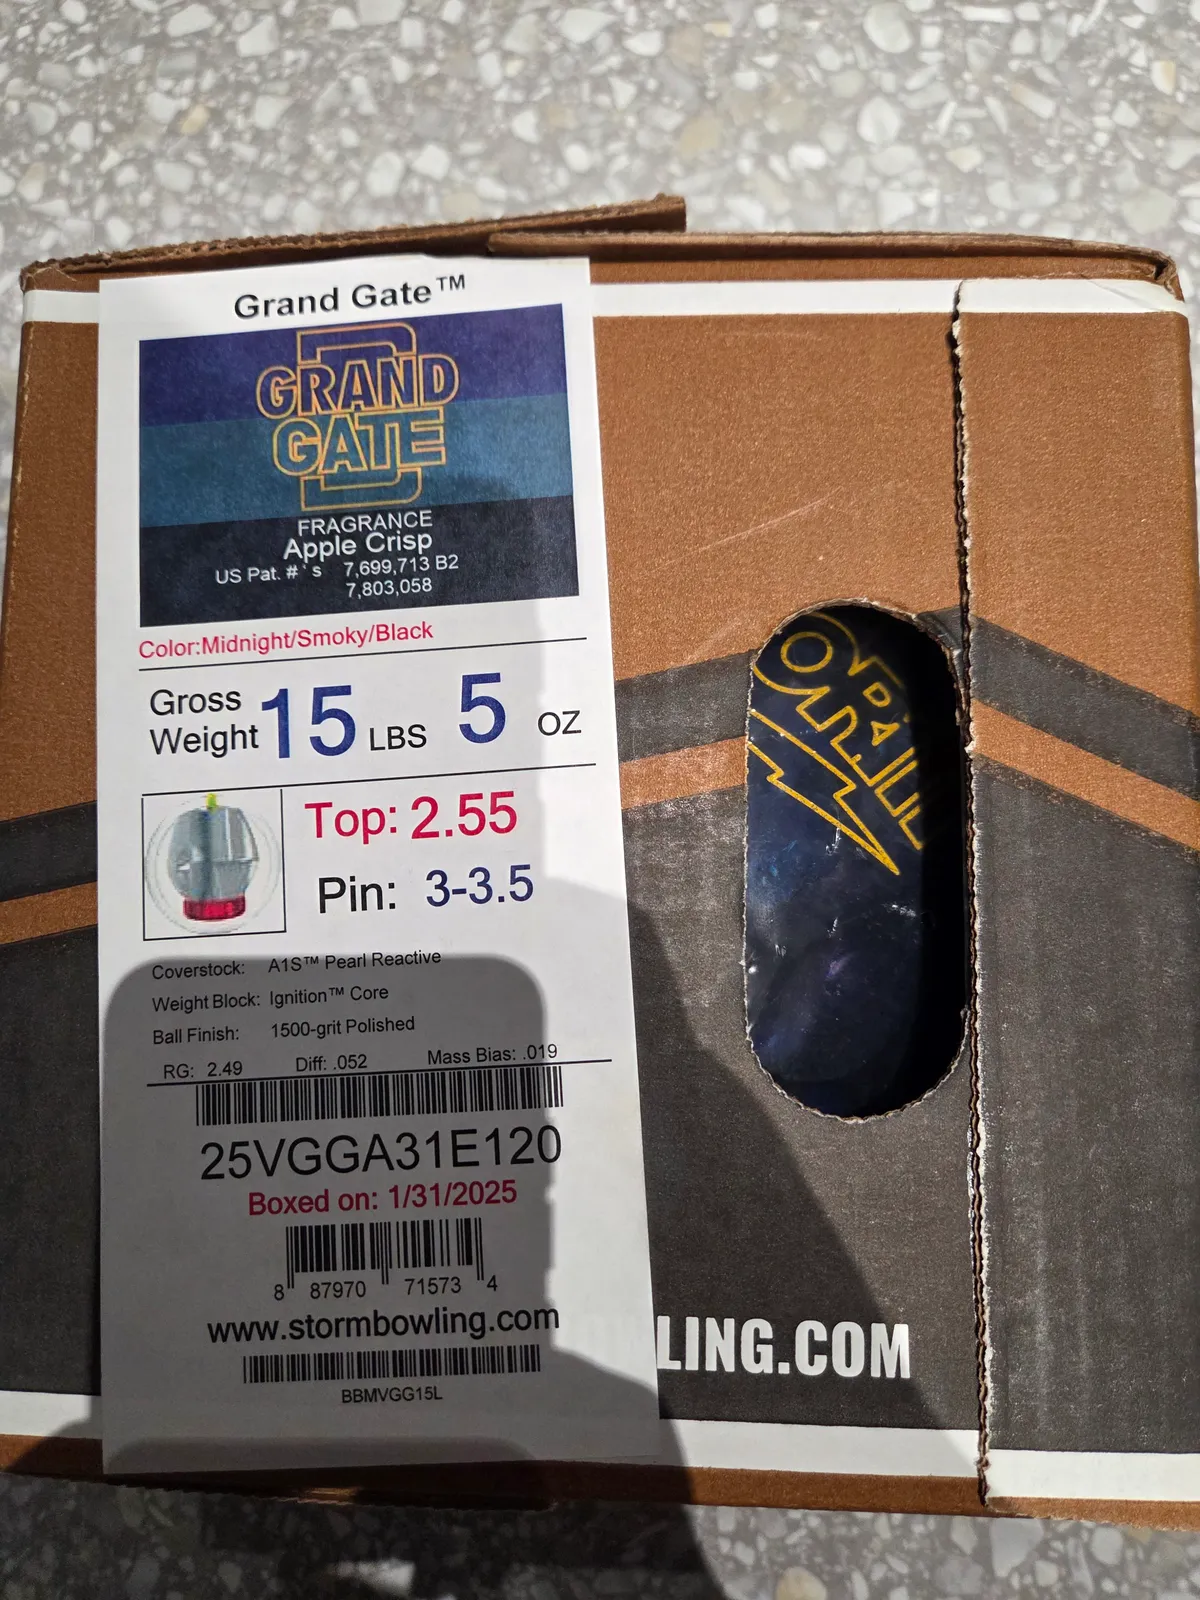 Grand Gate™
GRAND
GATE
FRAGRANCE
Apple Crisp
US Pat. #'s 7,699,713 B2
7,803,058
Color:Midnight/Smoky/Black
Gross
Weight 15 LBS 5 OZ
Top: 2.55
Pin: 3-3.5
Coverstock: A1S™ Pearl Reactive
Weight Block: Ignition™ Core
Ball Finish: 1500-grit Polished
RG: 2.49 Diff: .052 Mass Bias: .019
25VGGA31E120
Boxed on: 1/31/2025
8 87970 71573 4
www.stormbowling.com
BBMVGG15L
LING.COM